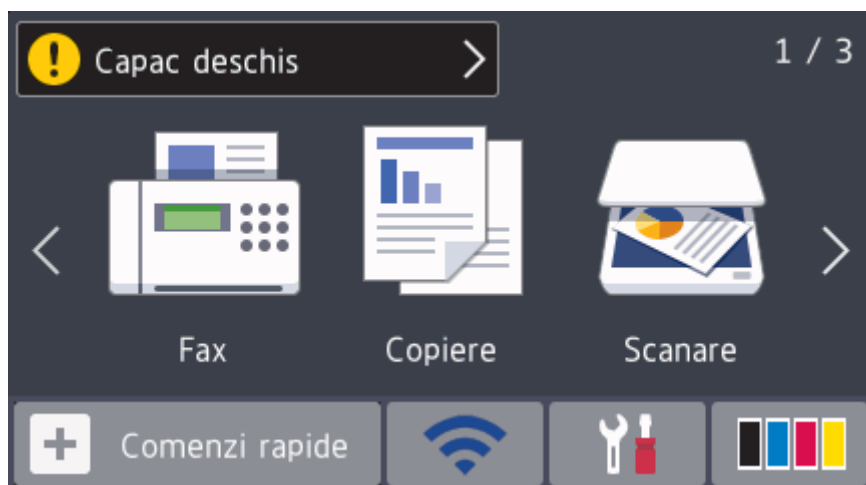 Capac deschis
1 / 3
Fax
Copiere
Scanare
Comenzi rapide